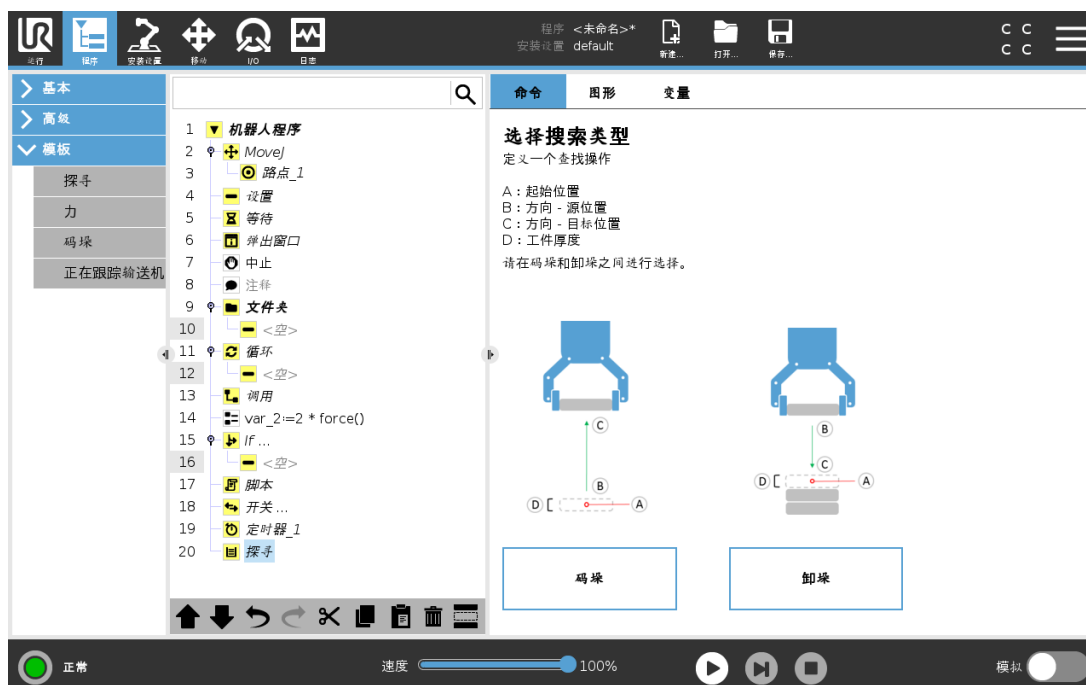 程序 <未命名>*
安装设置 default
运行 程序 安装设置 移动 I/O 日志
新建... 打开... 保存...
C C
C C
基本
高级
模板
探寻
力
码垛
正在跟踪输送机
1 机器人程序
2 MoveJ
3 路点_1
4 设置
5 等待
6 弹出窗口
7 中止
8 注释
9 文件夹
10 <空>
11 循环
12 <空>
13 调用
14 var_2:=2 * force()
15 If ...
16 <空>
17 脚本
18 开关 ...
19 定时器_1
20 探寻
命令 图形 变量
选择搜索类型
定义一个查找操作
A：起始位置
B：方向 - 源位置
C：方向 - 目标位置
D：工件厚度
请在码垛和卸垛之间进行选择。
C
B
D
A
B
C
D
A
码垛
卸垛
正常
速度
100%
模拟